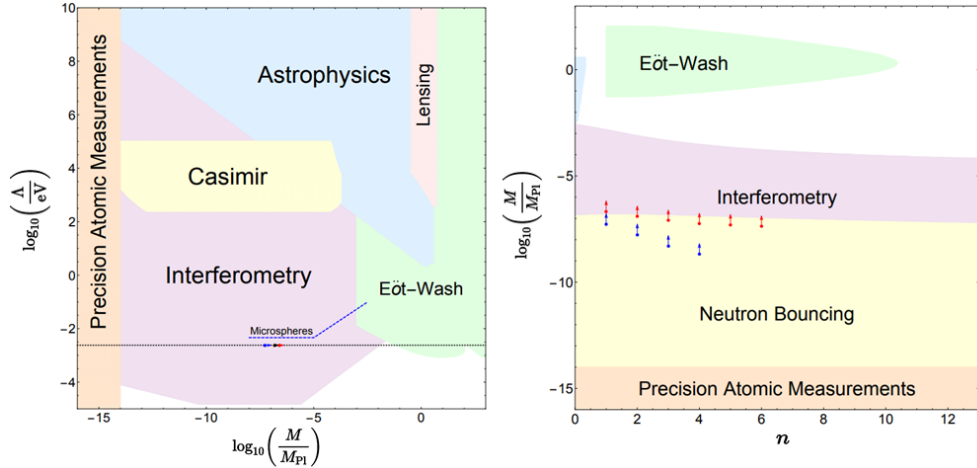 10
8
6
4
2
0
−2
−4
−15
−10
−5
0
log₁₀(Λ/eV)
log₁₀(M/M_Pl)
Precision Atomic Measurements
Astrophysics
Lensing
Casimir
Interferometry
Eöt−Wash
Microspheres
0
−5
−10
−15
0
2
4
6
8
10
12
log₁₀(M/M_Pl)
n
Eöt−Wash
Interferometry
Neutron Bouncing
Precision Atomic Measurements